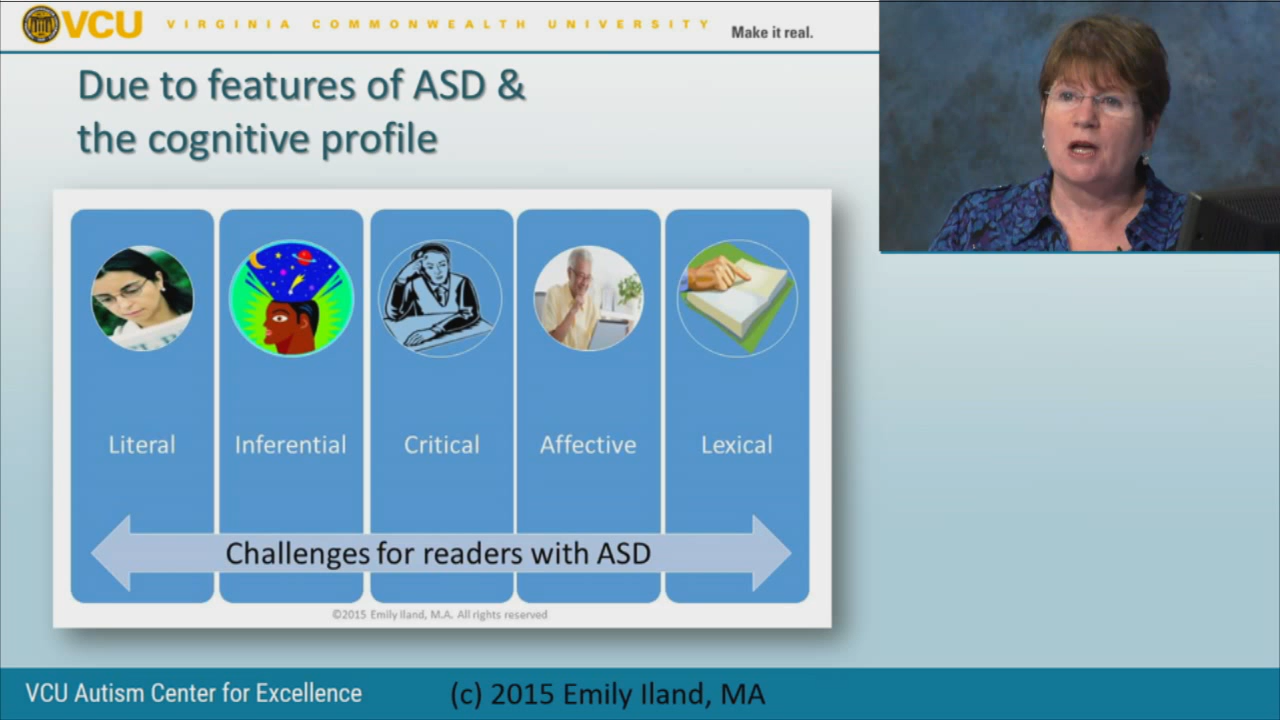 VCU VIRGINIA COMMONWEALTH UNIVERSITY Make it real.
Due to features of ASD &
the cognitive profile
Literal Inferential Critical Affective Lexical
Challenges for readers with ASD
©2015 Emily Iland, M.A. All rights reserved
VCU Autism Center for Excellence (c) 2015 Emily Iland, MA